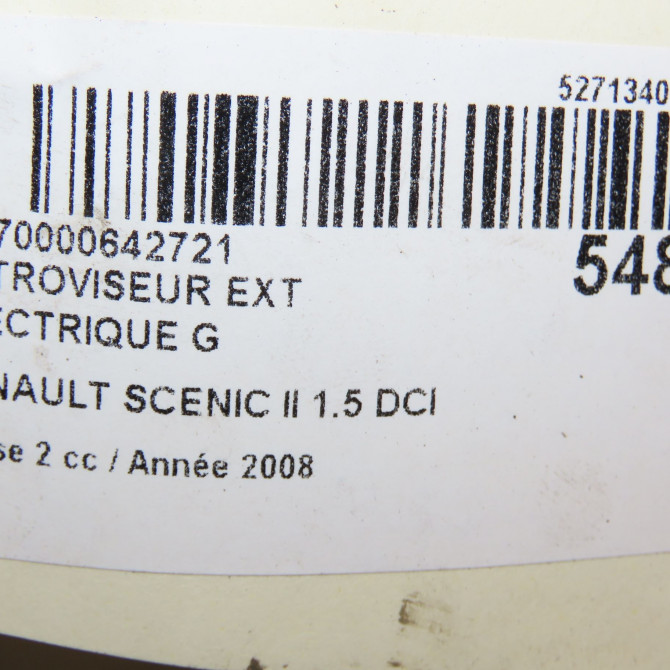 5271340
70000642721
548
TROVISEUR EXT
ECTRIQUE G
NAULT SCENIC II 1.5 DCI
se 2 cc / Année 2008